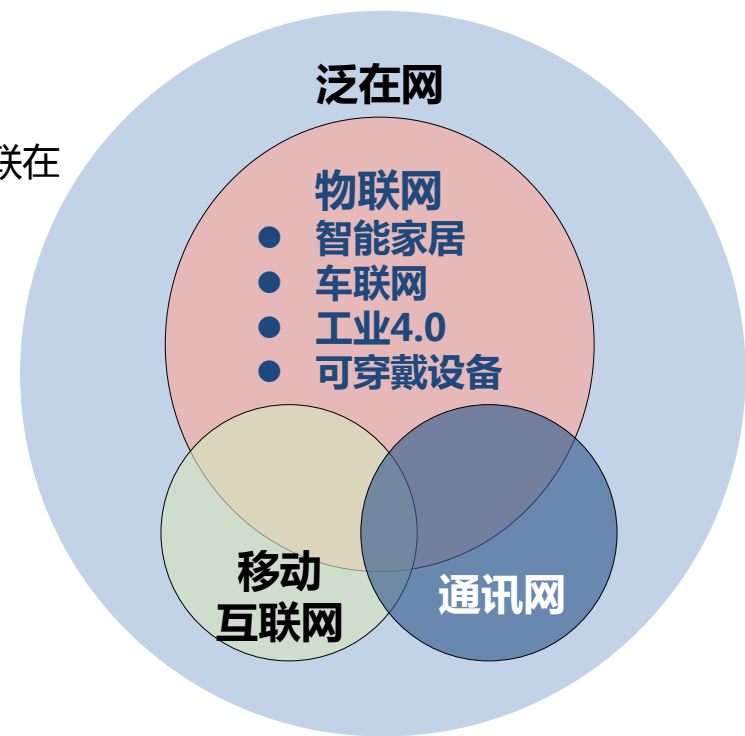 泛在网
联在
物联网
● 智能家居
● 车联网
● 工业4.0
● 可穿戴设备
移动
互联网
通讯网